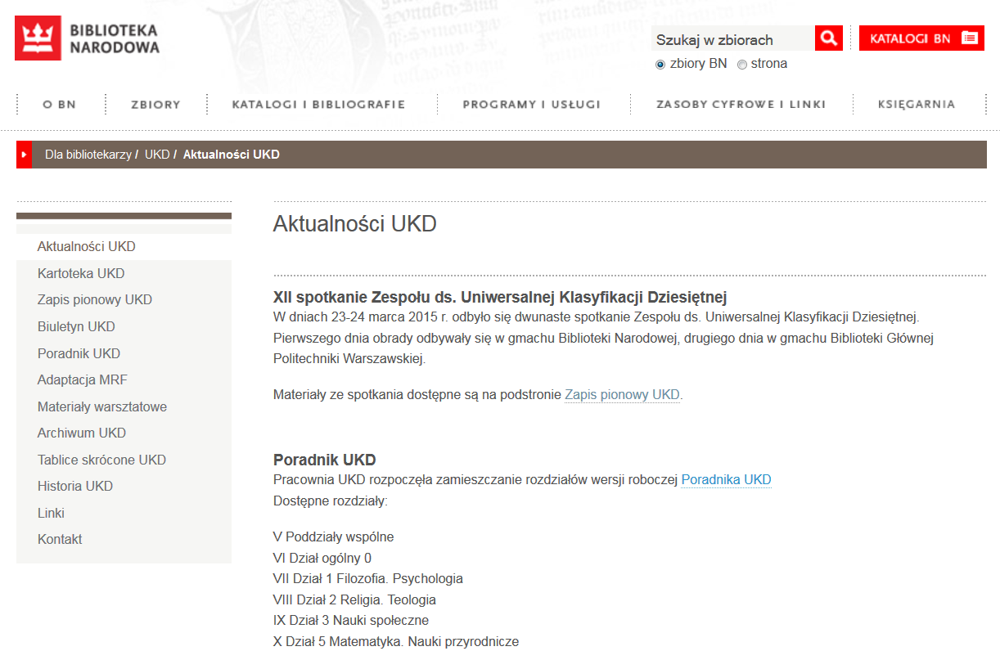 BIBLIOTEKA
NARODOWA
Szukaj w zbiorach
KATALOGI BN
zbiory BN strona
O BN ZBIORY KATALOGI I BIBLIOGRAFIE PROGRAMY I USŁUGI ZASOBY CYFROWE I LINKI KSIĘGARNIA
Dla bibliotekarzy / UKD / Aktualności UKD
Aktualności UKD
Kartoteka UKD
Zapis pionowy UKD
Biuletyn UKD
Poradnik UKD
Adaptacja MRF
Materiały warsztatowe
Archiwum UKD
Tablice skrócone UKD
Historia UKD
Linki
Kontakt
Aktualności UKD
XII spotkanie Zespołu ds. Uniwersalnej Klasyfikacji Dziesiętnej
W dniach 23-24 marca 2015 r. odbyło się dwunaste spotkanie Zespołu ds. Uniwersalnej Klasyfikacji Dziesiętnej.
Pierwszego dnia obrady odbywały się w gmachu Biblioteki Narodowej, drugiego dnia w gmachu Biblioteki Głównej
Politechniki Warszawskiej.
Materiały ze spotkania dostępne są na podstronie Zapis pionowy UKD.
Poradnik UKD
Pracownia UKD rozpoczęła zamieszczanie rozdziałów wersji roboczej Poradnika UKD
Dostępne rozdziały:
V Poddziały wspólne
VI Dział ogólny 0
VII Dział 1 Filozofia. Psychologia
VIII Dział 2 Religia. Teologia
IX Dział 3 Nauki społeczne
X Dział 5 Matematyka. Nauki przyrodnicze